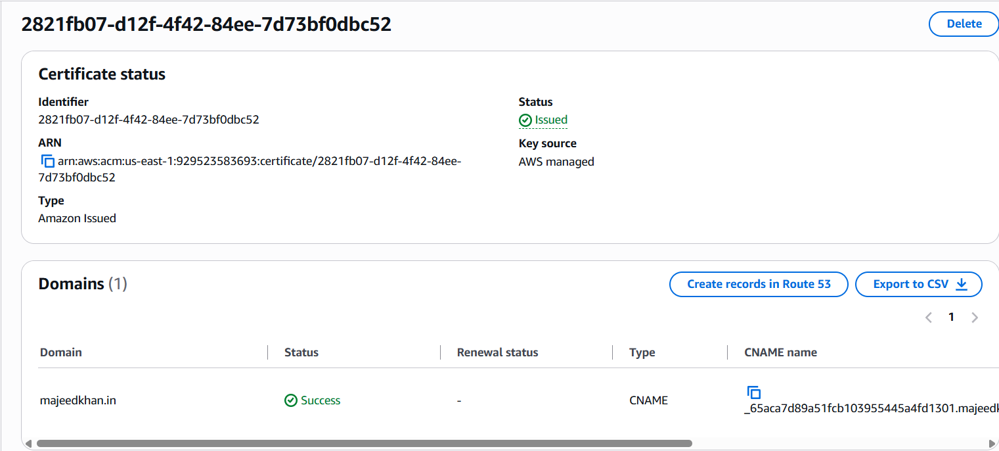 2821fb07-d12f-4f42-84ee-7d73bf0dbc52
Delete
Certificate status
Identifier
2821fb07-d12f-4f42-84ee-7d73bf0dbc52
Status
Issued
ARN
arn:aws:acm:us-east-1:929523583693:certificate/2821fb07-d12f-4f42-84ee-
7d73bf0dbc52
Key source
AWS managed
Type
Amazon Issued
Domains (1)
Create records in Route 53
Export to CSV
1
Domain
Status
Renewal status
Type
CNAME name
majeedkhan.in
Success
-
CNAME
_65aca7d89a51fcb103955445a4fd1301.majeedk